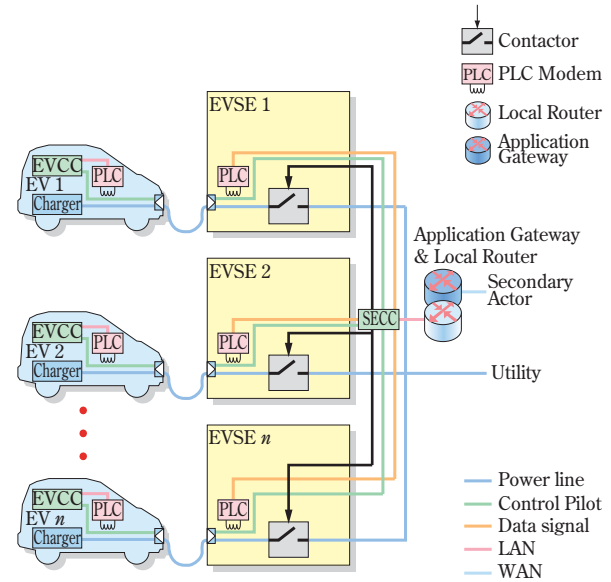 Contactor
PLC
PLC Modem
Local Router
Application
Gateway
EVSE 1
EVCC
PLC
EV 1
Charger
PLC
Application Gateway
& Local Router
Secondary
Actor
EVSE 2
SECC
EVCC
PLC
EV 2
Charger
PLC
Utility
EVSE n
EVCC
PLC
EV n
Charger
PLC
Power line
Control Pilot
Data signal
LAN
WAN